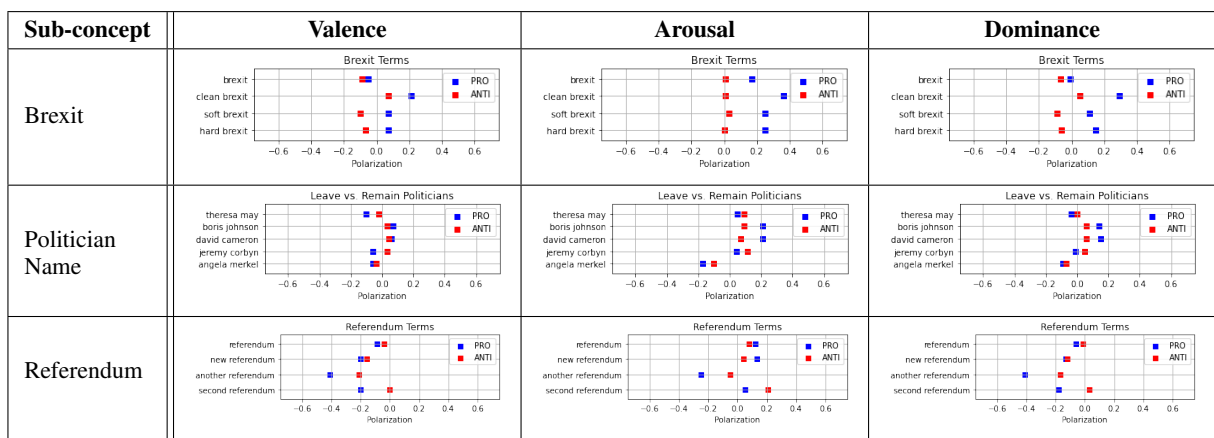 Sub-concept Valence Arousal Dominance
Brexit
Brexit Terms
brexit
clean brexit
soft brexit
hard brexit
PRO
ANTI
−0.6 −0.4 −0.2 0.0 0.2 0.4 0.6
Polarization
Brexit Terms
brexit
clean brexit
soft brexit
hard brexit
PRO
ANTI
−0.6 −0.4 −0.2 0.0 0.2 0.4 0.6
Polarization
Brexit Terms
brexit
clean brexit
soft brexit
hard brexit
PRO
ANTI
−0.6 −0.4 −0.2 0.0 0.2 0.4 0.6
Polarization
Politician
Name
Leave vs. Remain Politicians
theresa may
boris johnson
david cameron
jeremy corbyn
angela merkel
PRO
ANTI
−0.6 −0.4 −0.2 0.0 0.2 0.4 0.6
Polarization
Leave vs. Remain Politicians
theresa may
boris johnson
david cameron
jeremy corbyn
angela merkel
PRO
ANTI
−0.6 −0.4 −0.2 0.0 0.2 0.4 0.6
Polarization
Leave vs. Remain Politicians
theresa may
boris johnson
david cameron
jeremy corbyn
angela merkel
PRO
ANTI
−0.6 −0.4 −0.2 0.0 0.2 0.4 0.6
Polarization
Referendum
Referendum Terms
referendum
new referendum
another referendum
second referendum
PRO
ANTI
−0.6 −0.4 −0.2 0.0 0.2 0.4 0.6
Polarization
Referendum Terms
referendum
new referendum
another referendum
second referendum
PRO
ANTI
−0.6 −0.4 −0.2 0.0 0.2 0.4 0.6
Polarization
Referendum Terms
referendum
new referendum
another referendum
second referendum
PRO
ANTI
−0.6 −0.4 −0.2 0.0 0.2 0.4 0.6
Polarization